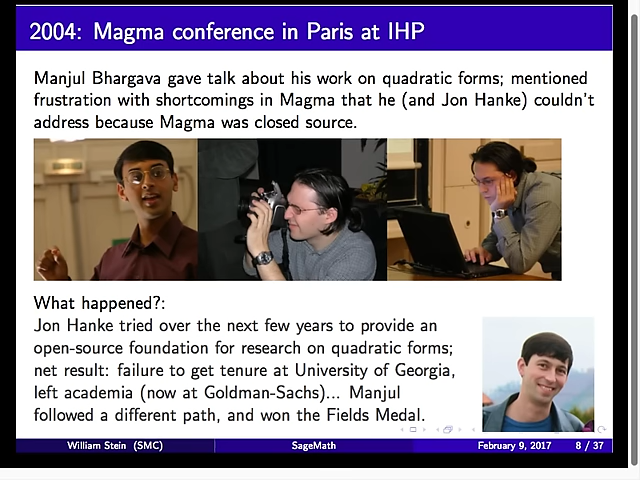 2004: Magma conference in Paris at IHP
Manjul Bhargava gave talk about his work on quadratic forms; mentioned
frustration with shortcomings in Magma that he (and Jon Hanke) couldn't
address because Magma was closed source.
What happened?:
Jon Hanke tried over the next few years to provide an
open-source foundation for research on quadratic forms;
net result: failure to get tenure at University of Georgia,
left academia (now at Goldman-Sachs)... Manjul
followed a different path, and won the Fields Medal.
William Stein (SMC) SageMath February 9, 2017 8 / 37